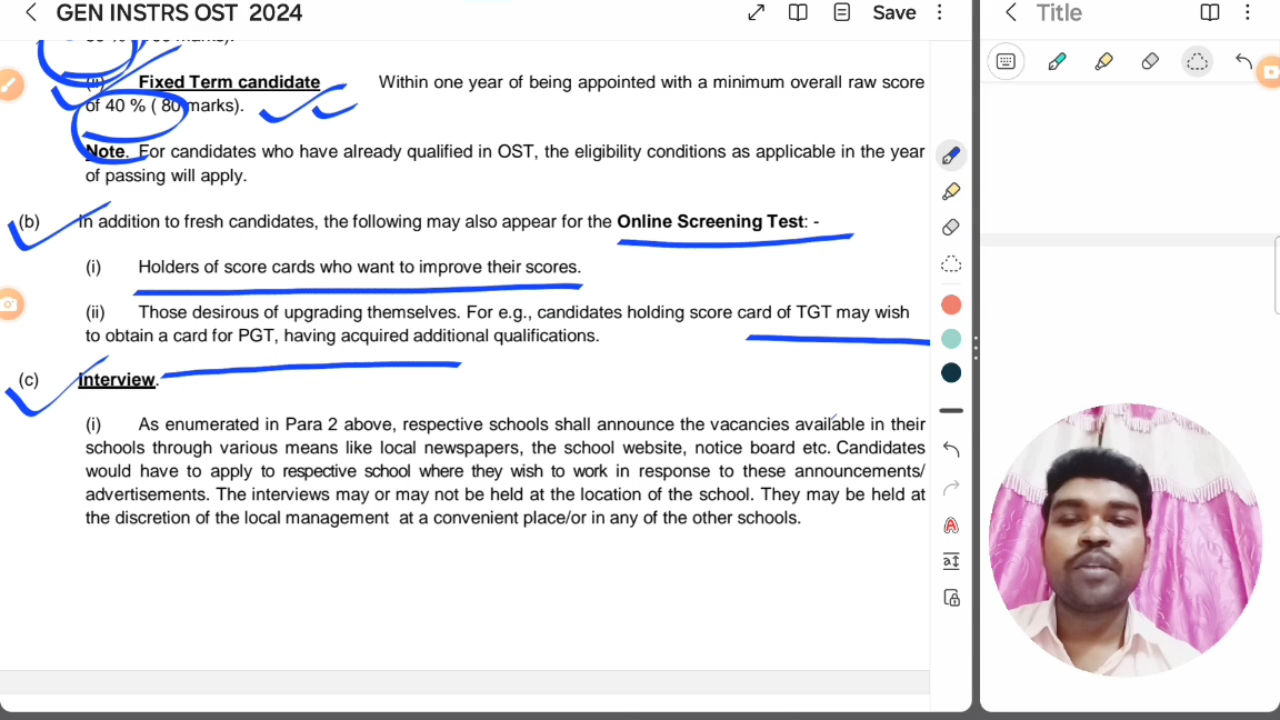 GEN INSTRS OST 2024
Save
Title
(ii) Fixed Term candidate Within one year of being appointed with a minimum overall raw score
of 40 % ( 80 marks).
Note. For candidates who have already qualified in OST, the eligibility conditions as applicable in the year
of passing will apply.
(b) In addition to fresh candidates, the following may also appear for the Online Screening Test: -
(i) Holders of score cards who want to improve their scores.
(ii) Those desirous of upgrading themselves. For e.g., candidates holding score card of TGT may wish
to obtain a card for PGT, having acquired additional qualifications.
(c) Interview.
(i) As enumerated in Para 2 above, respective schools shall announce the vacancies available in their
schools through various means like local newspapers, the school website, notice board etc. Candidates
would have to apply to respective school where they wish to work in response to these announcements/
advertisements. The interviews may or may not be held at the location of the school. They may be held at
the discretion of the local management at a convenient place/or in any of the other schools.